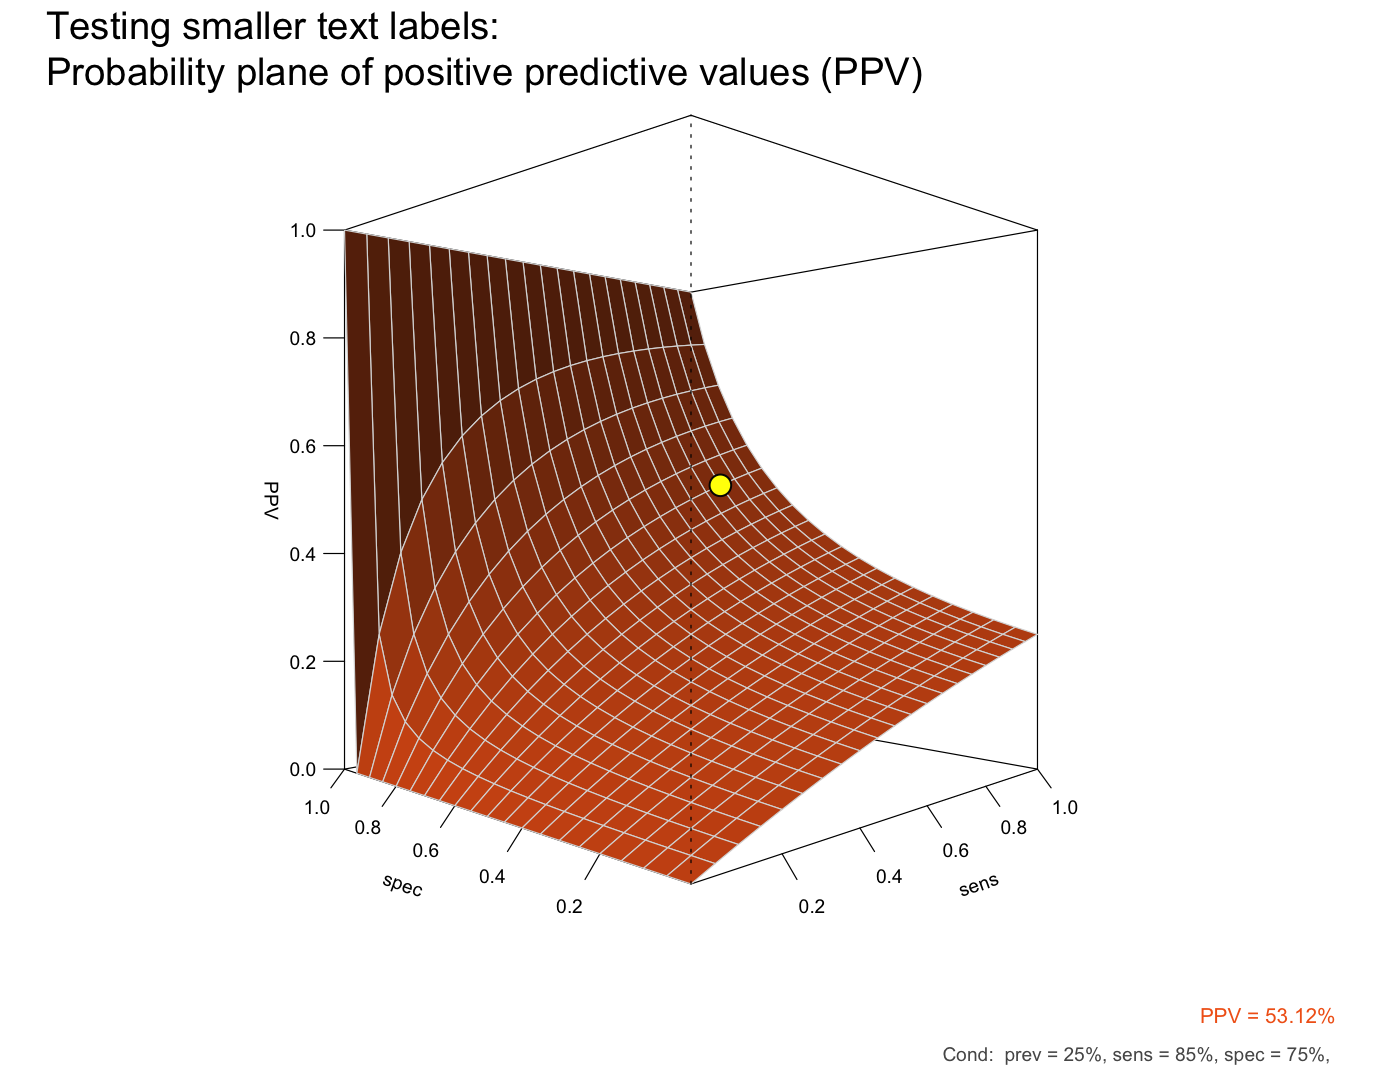 Testing smaller text labels:
Probability plane of positive predictive values (PPV)
1.0
0.8
0.6
0.4
0.2
0.0
PPV
1.0
0.8
0.6
0.4
0.2
spec
0.2
0.4
0.6
0.8
1.0
sens
PPV = 53.12%
Cond:  prev = 25%, sens = 85%, spec = 75%,